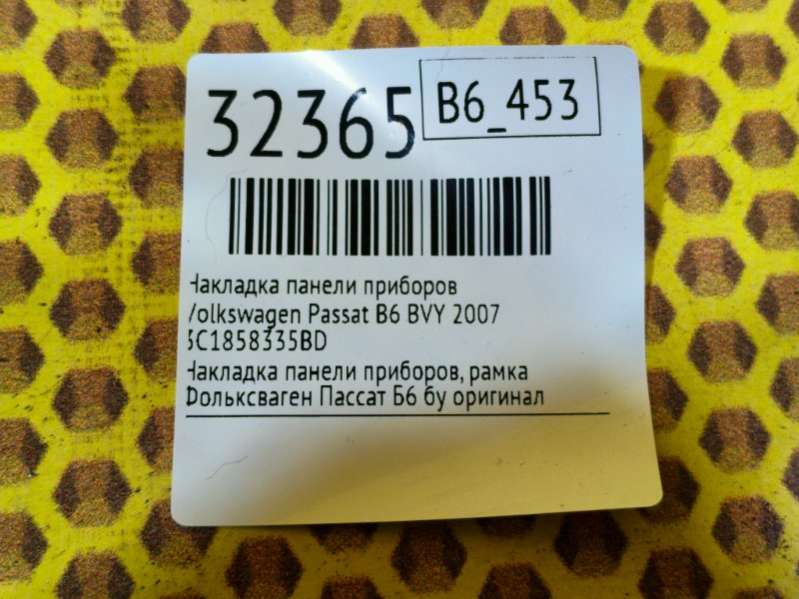 32365
B6_453
Накладка панели приборов
Volkswagen Passat B6 BVY 2007
3C1858335BD
Накладка панели приборов, рамка
Фольксваген Пассат Б6 бу оригинал